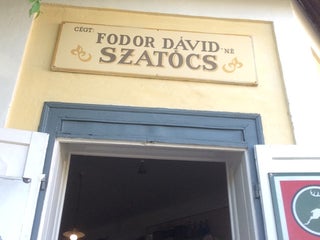 CÉGT:
FODOR DÁVID-NÉ
SZATÓCS